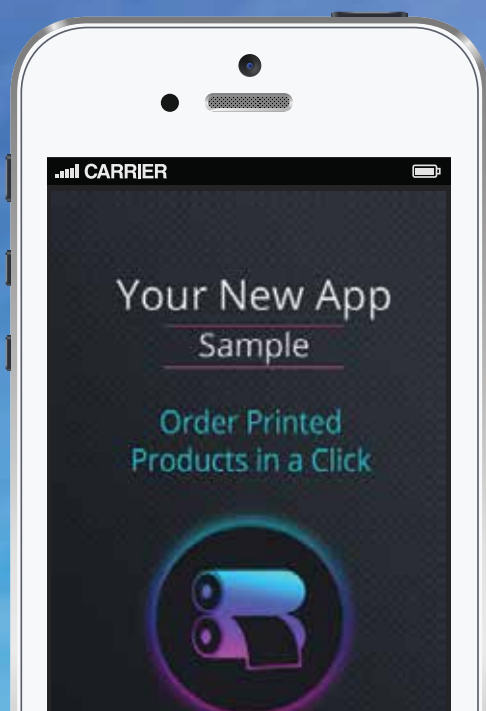 CARRIER
Your New App
Sample
Order Printed
Products in a Click